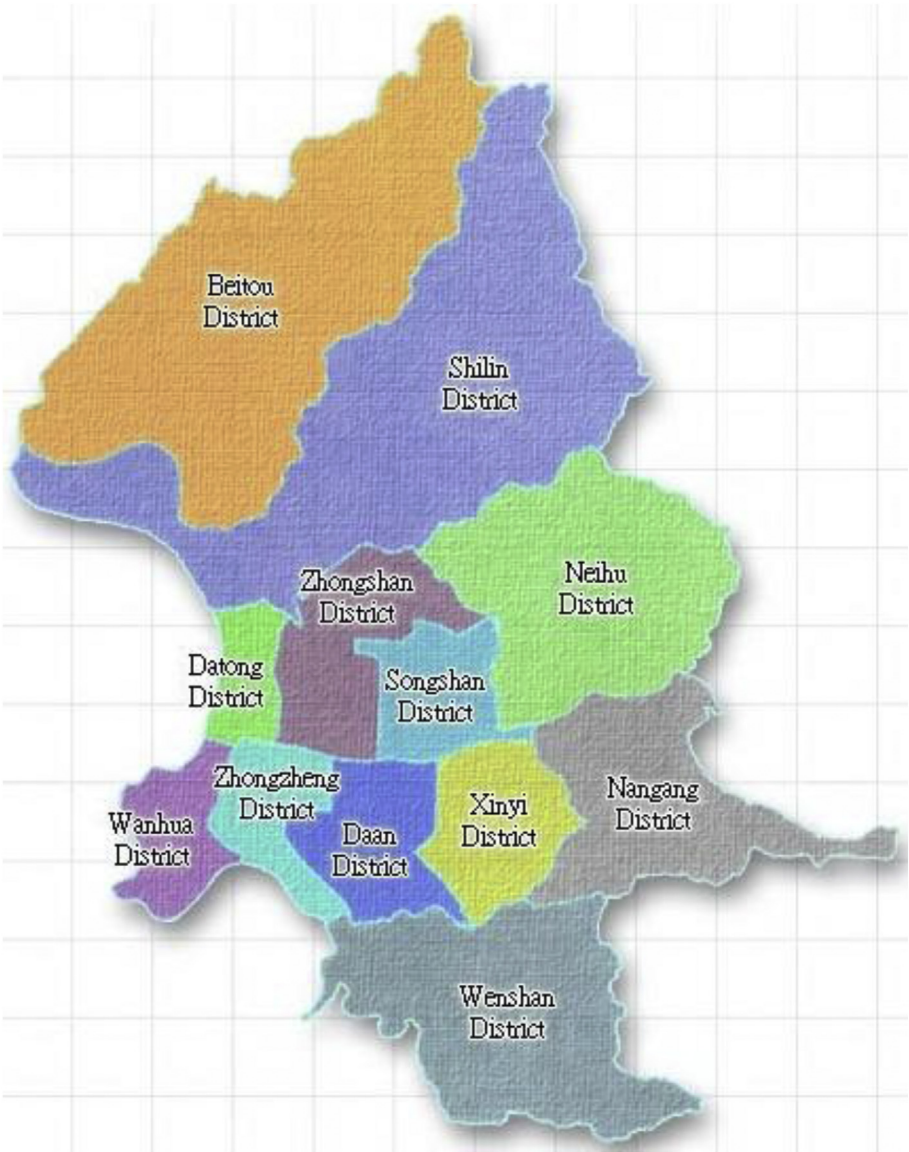 Beitou
District
Shilin
District
Zhongshan
District
Neihu
District
Datong
District
Songshan
District
Zhongzheng
District
Wanhua
District
Daan
District
Xinyi
District
Nangang
District
Wenshan
District